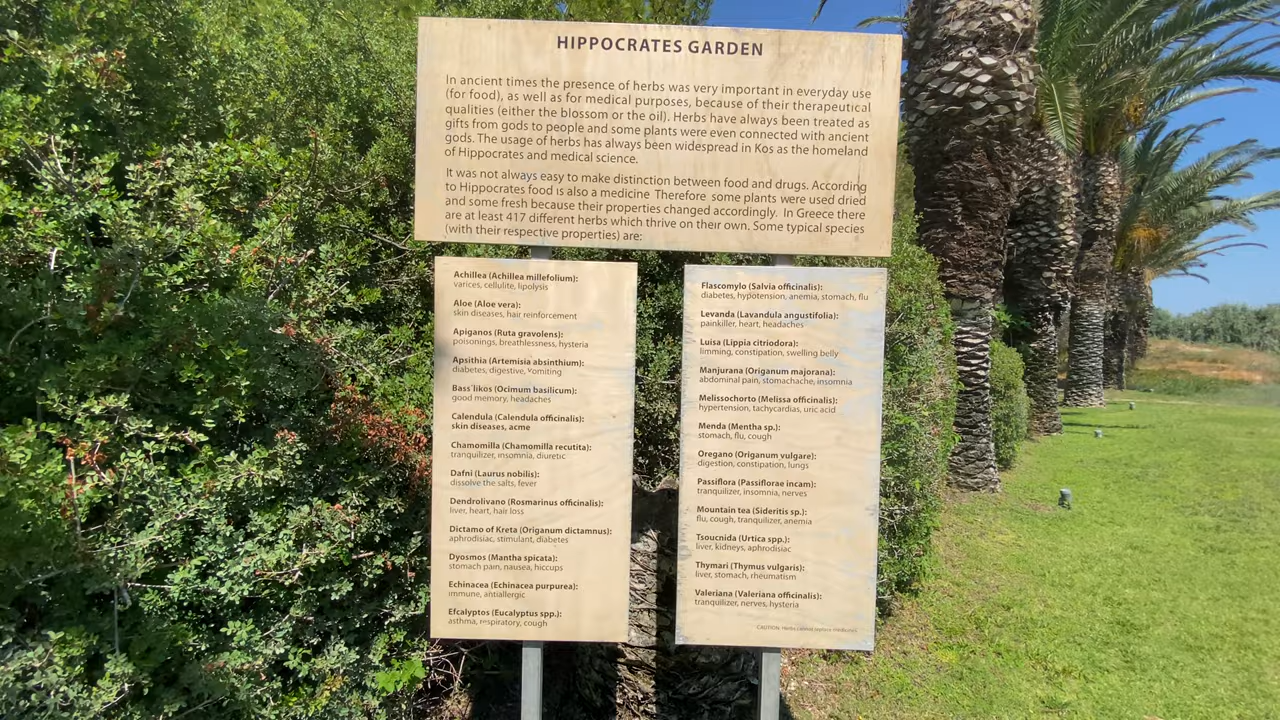 HIPPOCRATES GARDEN
In ancient times the presence of herbs was very important in everyday use
(for food), as well as for medical purposes, because of their therapeutical
qualities (either the blossom or the oil). Herbs have always been treated as
gifts from gods to people and some plants were even connected with ancient
gods. The usage of herbs has always been widespread in Kos as the homeland
of Hippocrates and medical science.
It was not always easy to make distinction between food and drugs. According
to Hippocrates food is also a medicine Therefore some plants were used dried
and some fresh because their properties changed accordingly. In Greece there
are at least 417 different herbs which thrive on their own. Some typical species
(with their respective properties) are:
Achillea (Achillea millefolium):
varices, cellulite, lipolysis
Aloe (Aloe vera):
skin diseases, hair reinforcement
Apiganos (Ruta gravolens):
poisonings, breathlessness, hysteria
Apsithia (Artemisia absinthium):
diabetes, digestive, vomiting
Bass´likos (Ocimum basilicum):
good memory, headaches
Calendula (Calendula officinalis):
skin diseases, acme
Chamomilla (Chamomilla recutita):
tranquilizer, insomnia, diuretic
Dafni (Laurus nobilis):
dissolve the salts, fever
Dendrolivano (Rosmarinus officinalis):
liver, heart, hair loss
Dictamo of Kreta (Origanum dictamnus):
aphrodisiac, stimulant, diabetes
Dyosmos (Mantha spicata):
stomach pain, nausea, hiccups
Echinacea (Echinacea purpurea):
immune, antiallergic
Efcalyptos (Eucalyptus spp.):
asthma, respiratory, cough
Flascomylo (Salvia officinalis):
diabetes, hypotension, anemia, stomach, flu
Levanda (Lavandula angustifolia):
painkiller, heart, headaches
Luisa (Lippia citriodora):
limming, constipation, swelling belly
Manjurana (Origanum majorana):
abdominal pain, stomachache, insomnia
Melissochorto (Melissa officinalis):
hypertension, tachycardias, uric acid
Menda (Mentha sp.):
stomach, flu, cough
Oregano (Origanum vulgare):
digestion, constipation, lungs
Passiflora (Passiflorae incam):
tranquilizer, insomnia, nerves
Mountain tea (Sideritis sp.):
flu, cough, tranquilizer, anemia
Tsoucnida (Urtica spp.):
liver, kidneys, aphrodisiac
Thymari (Thymus vulgaris):
liver, stomach, rheumatism
Valeriana (Valeriana officinalis):
tranquilizer, nerves, hysteria
CAUTION: Herbs cannot replace medicines